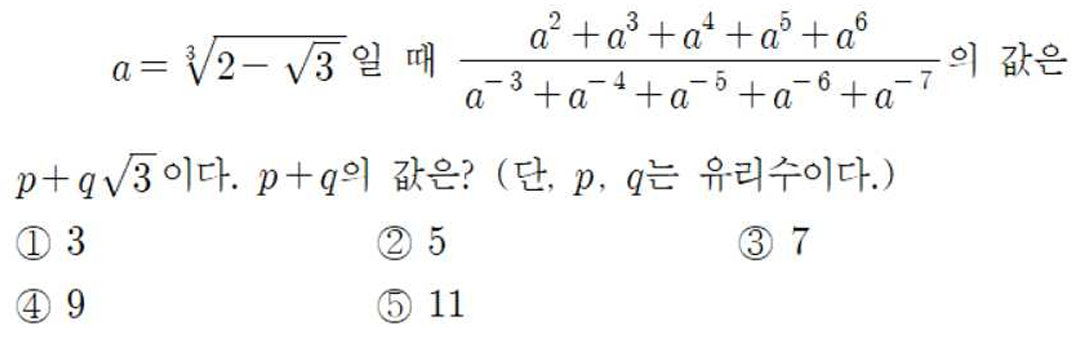 a = ∛(2 − √3) 일 때 (a² + a³ + a⁴ + a⁵ + a⁶)/(a⁻³ + a⁻⁴ + a⁻⁵ + a⁻⁶ + a⁻⁷) 의 값은
p + q√3 이다. p + q의 값은? (단, p, q는 유리수이다.)
① 3 ② 5 ③ 7
④ 9 ⑤ 11